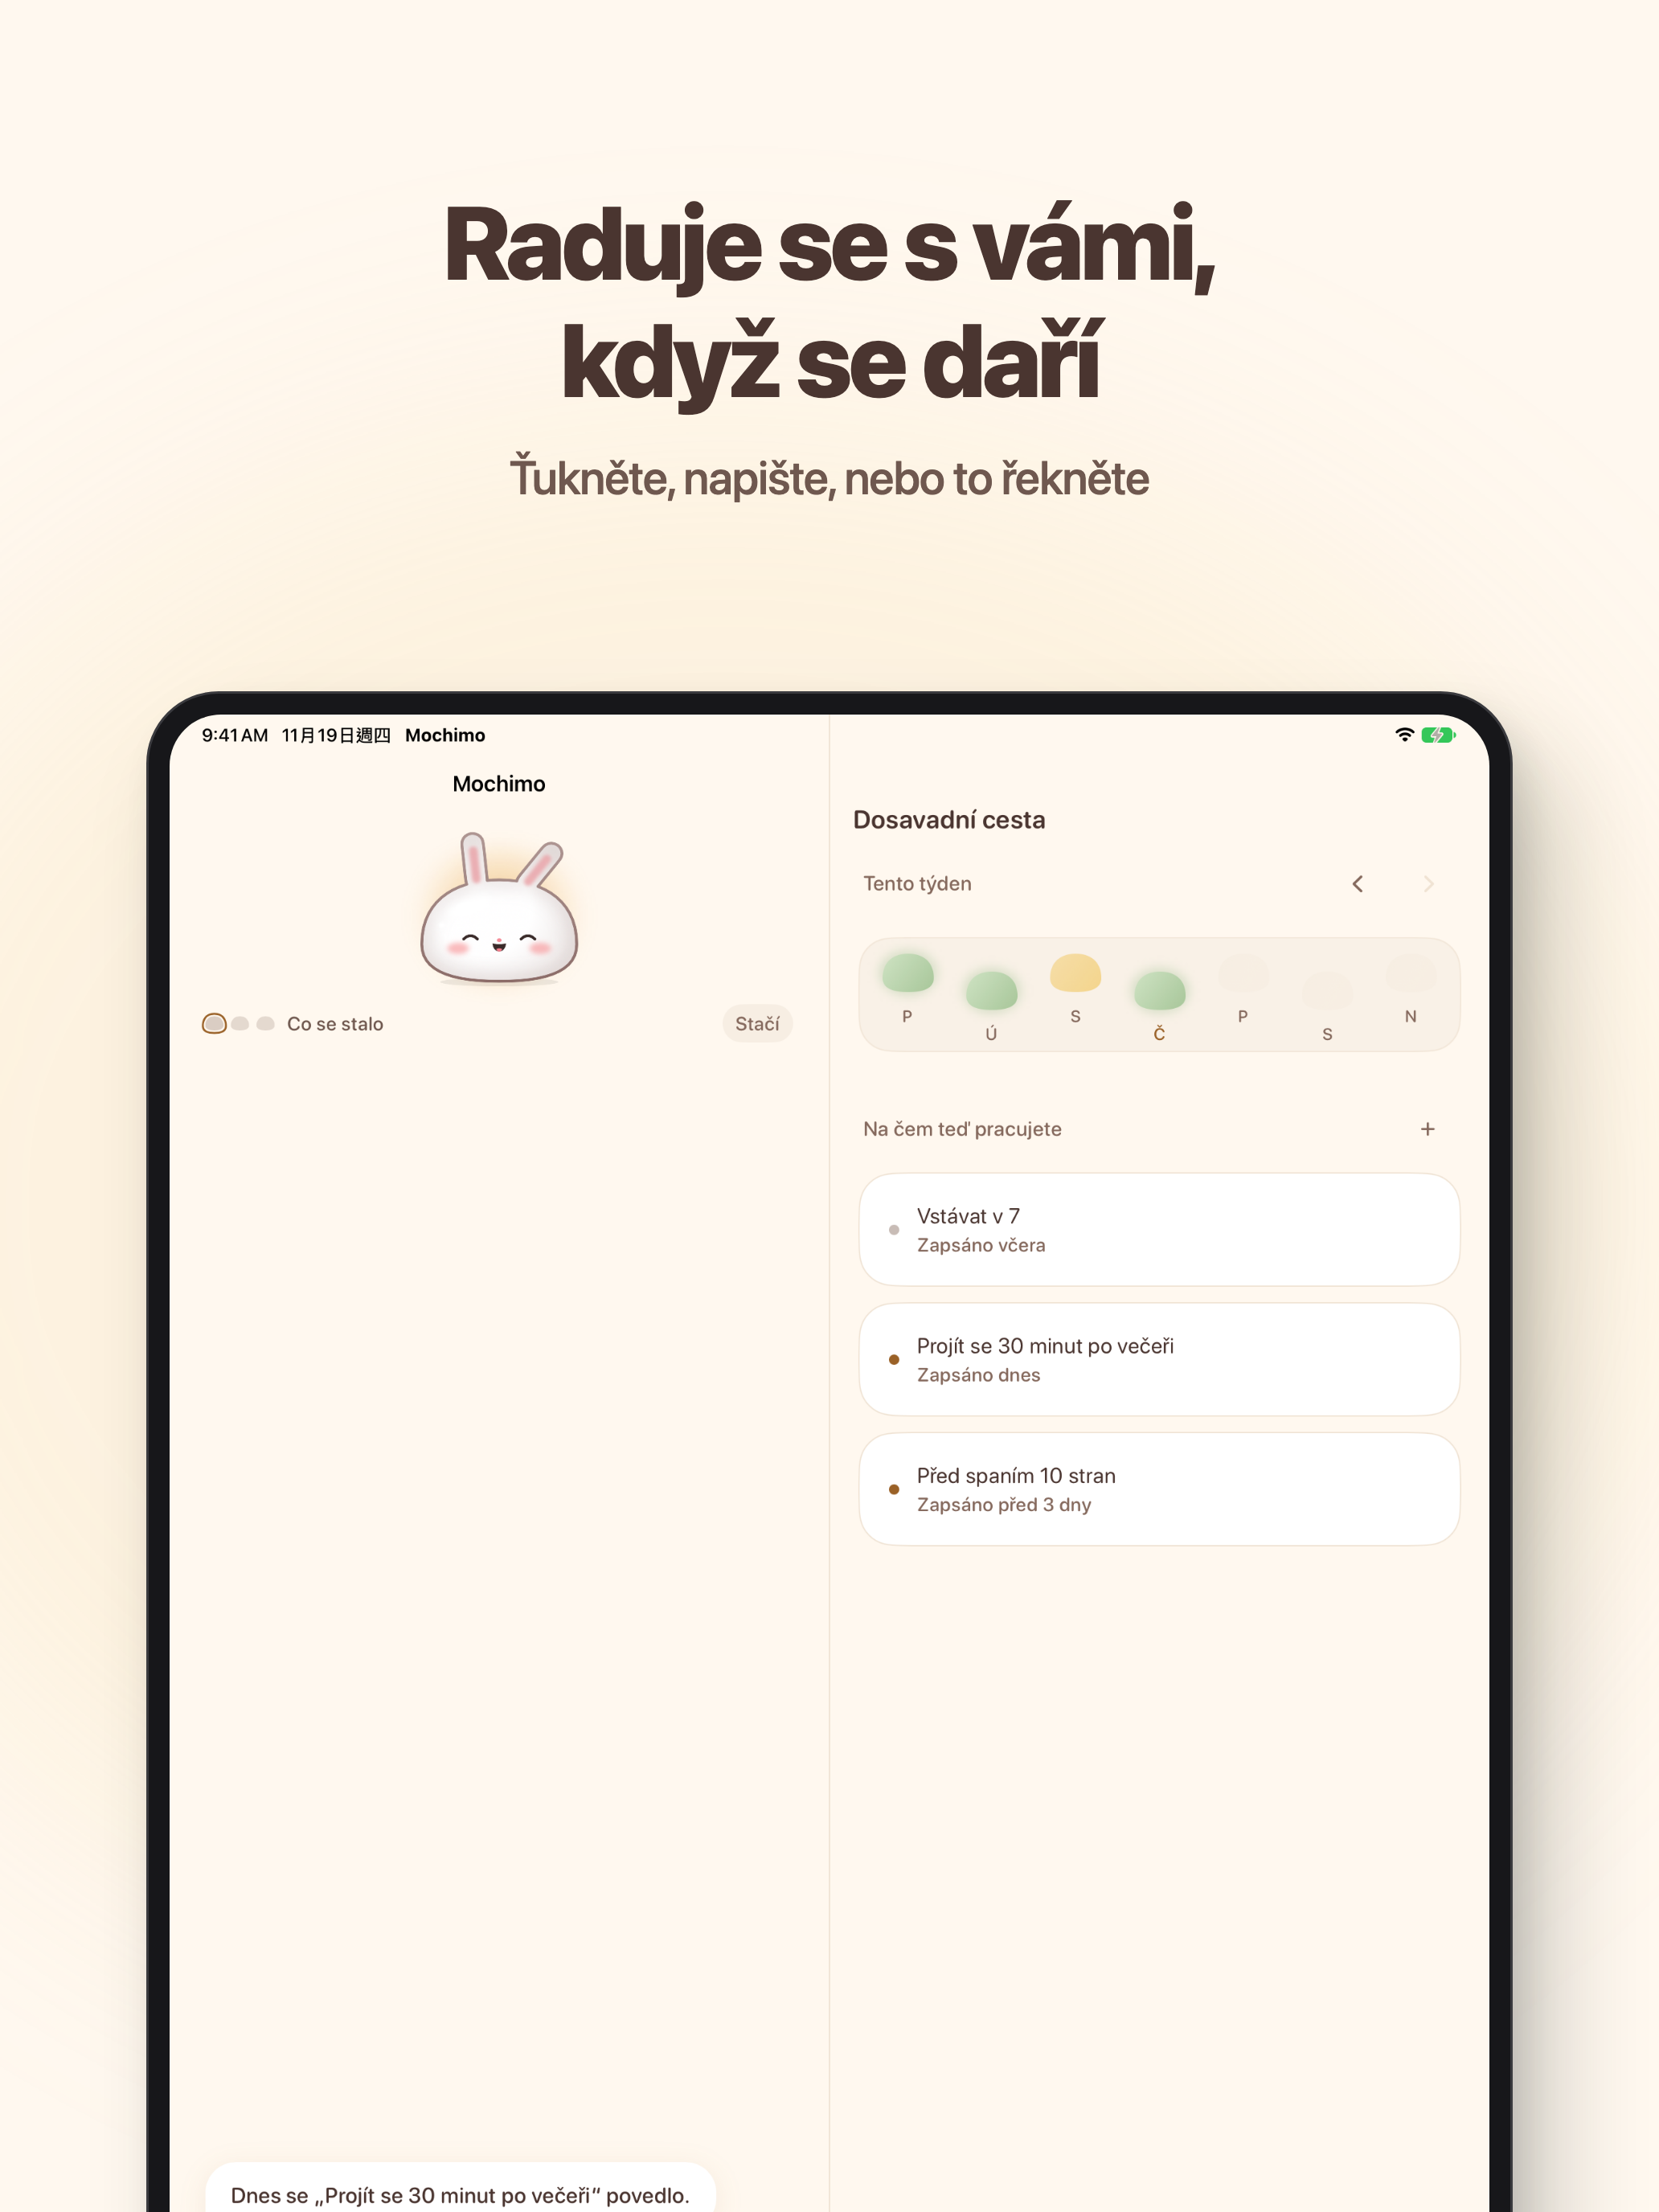 Raduje se s vámi,
když se daří
Ťukněte, napište, nebo to řekněte
9:41 AM 11月19日週四 Mochimo
Mochimo
Co se stalo
Stačí
Dnes se „Projít se 30 minut po večeři“ povedlo.
Dosavadní cesta
Tento týden
P Ú S Č P S N
Na čem teď pracujete
Vstávat v 7
Zapsáno včera
Projít se 30 minut po večeři
Zapsáno dnes
Před spaním 10 stran
Zapsáno před 3 dny